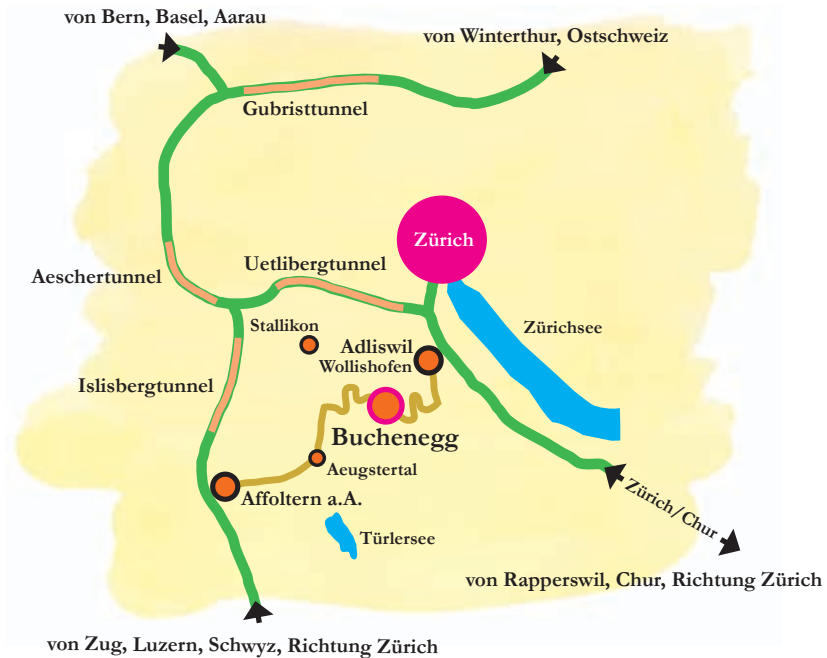 von Bern, Basel, Aarau
von Winterthur, Ostschweiz
Gubristtunnel
Zürich
Uetlibergtunnel
Aeschertunnel
Stallikon
Zürichsee
Adliswil
Wollishofen
Islisbergtunnel
Buchenegg
Aeugstertal
Affoltern a.A.
Zürich/Chur
Türlersee
von Rapperswil, Chur, Richtung Zürich
von Zug, Luzern, Schwyz, Richtung Zürich